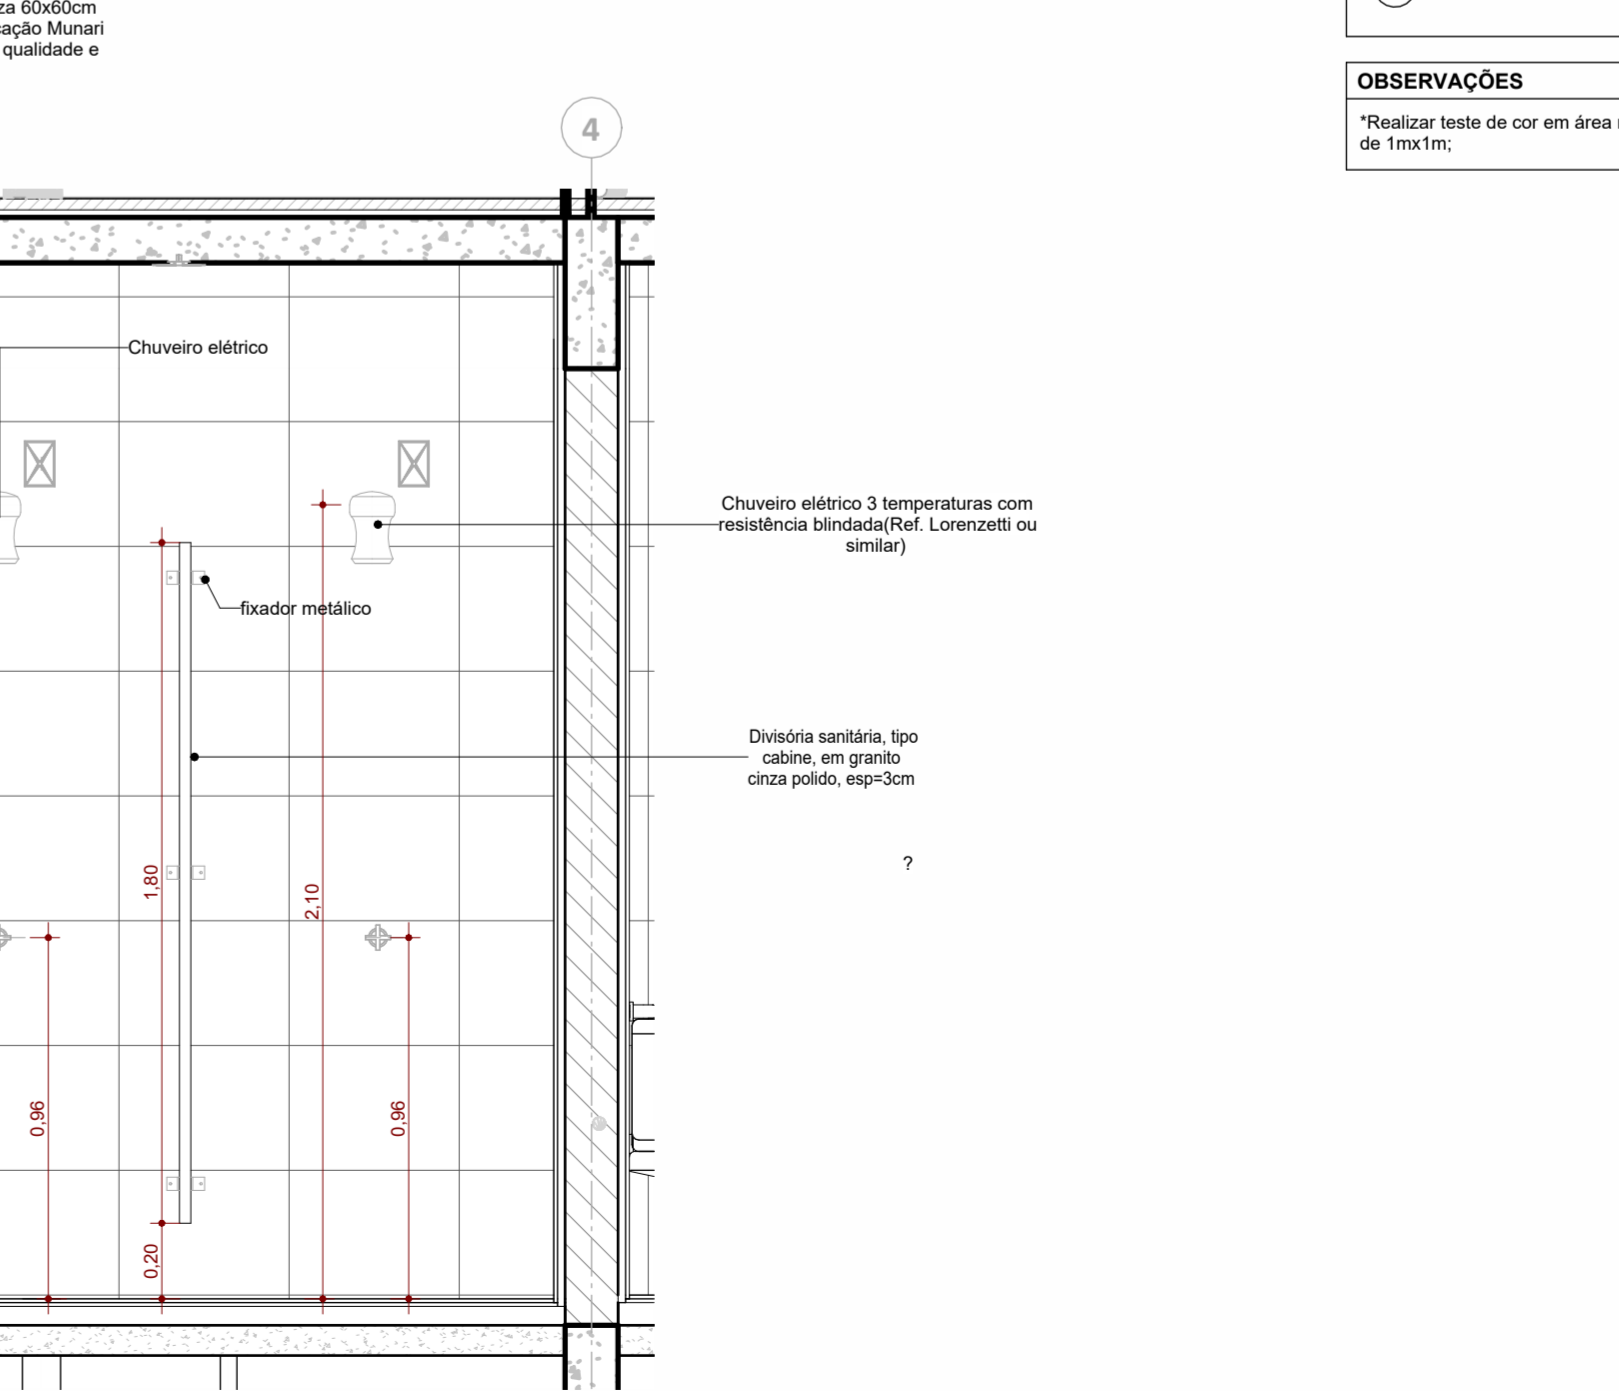 za 60x60cm
ação Munari
qualidade e
OBSERVAÇÕES
*Realizar teste de cor em área
de 1mx1m;
4
Chuveiro elétrico
Chuveiro elétrico 3 temperaturas com
resistência blindada(Ref. Lorenzetti ou
similar)
fixador metálico
Divisória sanitária, tipo
cabine, em granito
cinza polido, esp=3cm
?
1,80
2,10
0,96
0,96
0,20